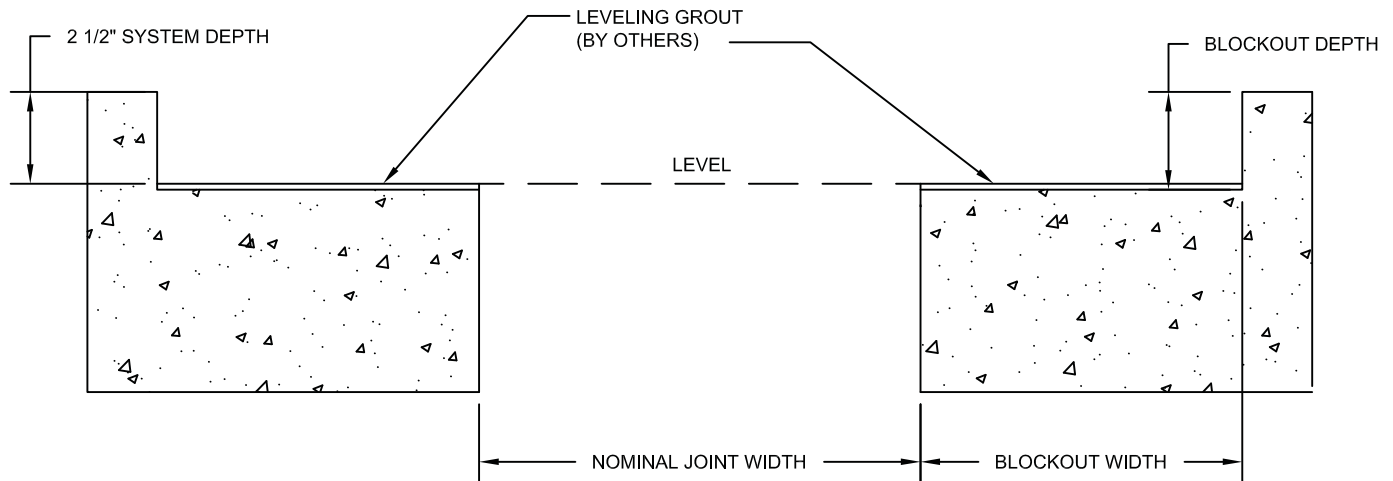 LEVELING GROUT
(BY OTHERS)
2 1/2" SYSTEM DEPTH
BLOCKOUT DEPTH
LEVEL
NOMINAL JOINT WIDTH
BLOCKOUT WIDTH